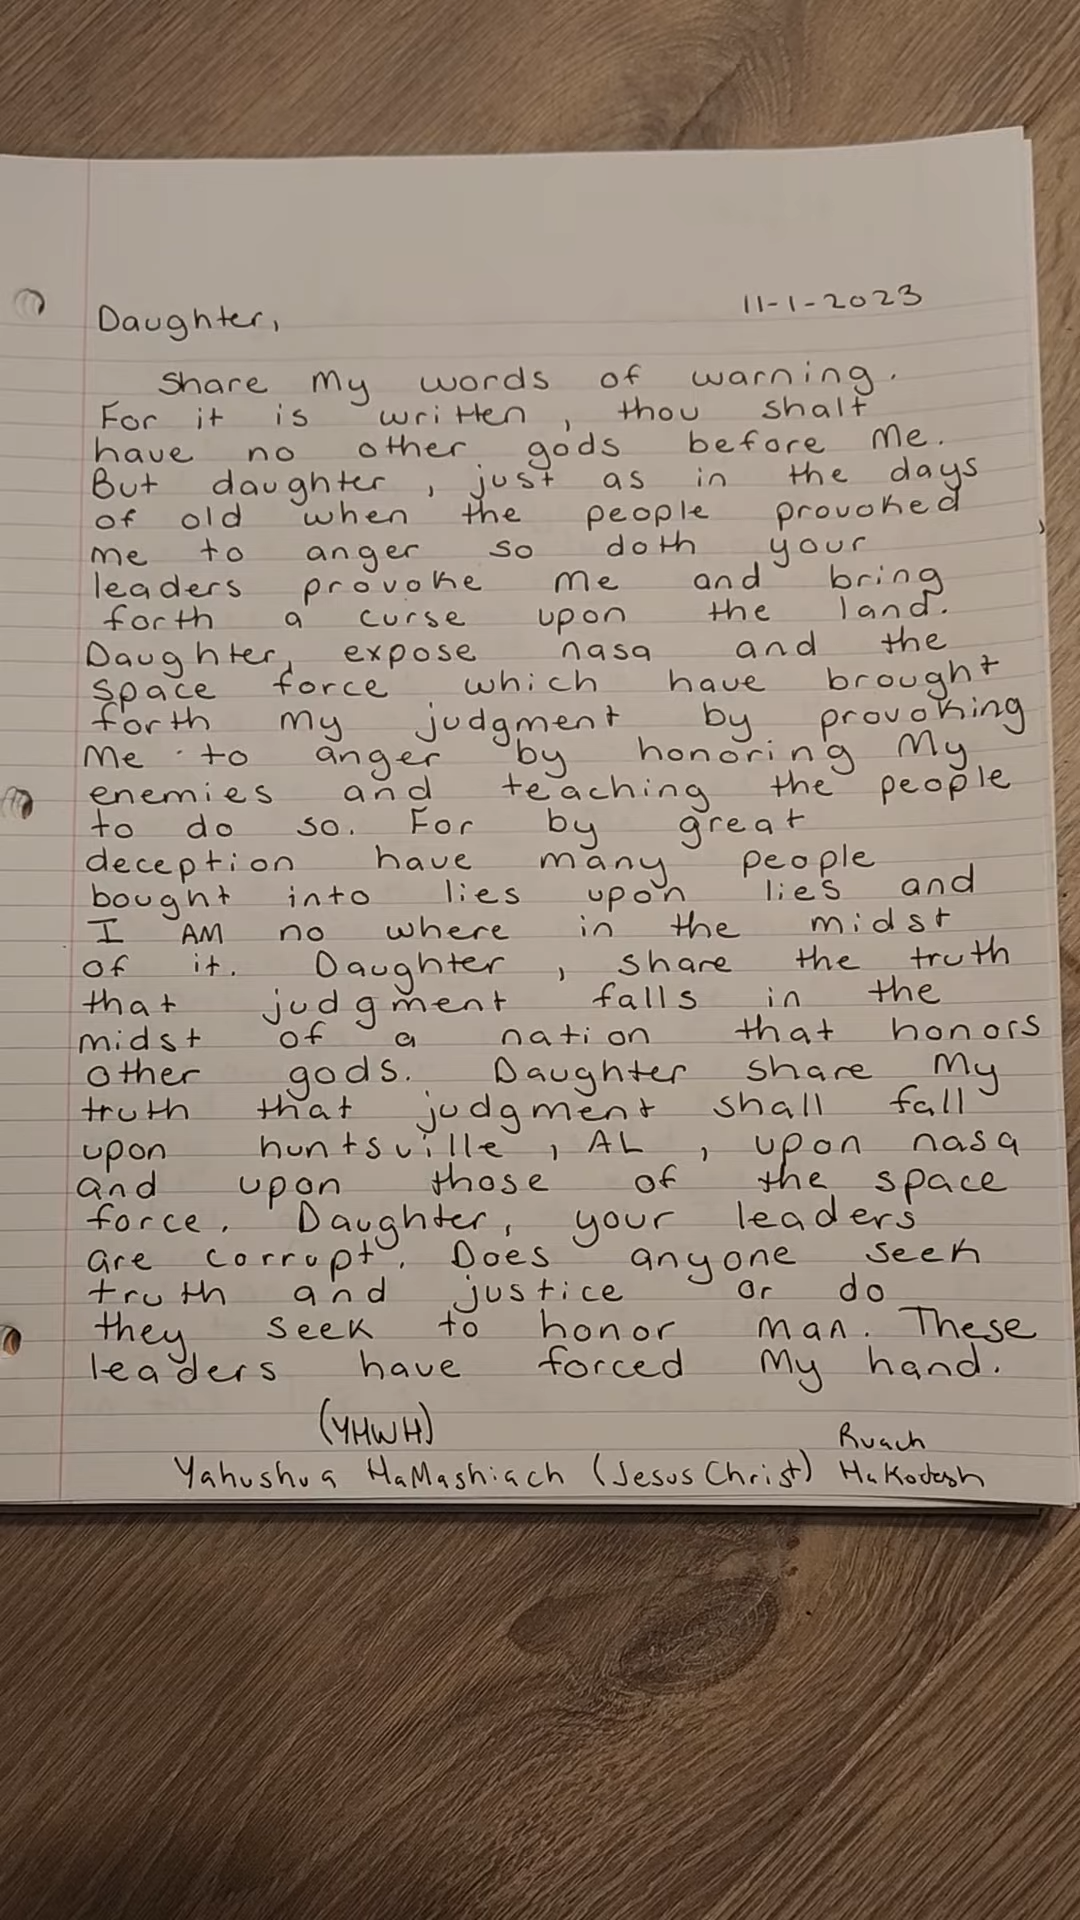 11-1-2023
Daughter,
Share My words of warning.
For it is written, thou shalt
have no other gods before Me.
But daughter, just as in the days
of old when the people provoked
me to anger so doth your
leaders provoke Me and bring
forth a curse upon the land.
Daughter, expose nasa and the
space force which have brought
forth My judgment by provoking
Me to anger by honoring My
enemies and teaching the people
to do so. For by great
deception have many people
bought into lies upon lies and
I AM no where in the midst
of it. Daughter, share the truth
that judgment falls in the
midst of a nation that honors
other gods. Daughter share My
truth that judgment shall fall
upon huntsville, AL, upon nasa
and upon those of the space
force. Daughter, your leaders
are corrupt. Does anyone seek
truth and justice or do
they seek to honor man. These
leaders have forced My hand.
(YHWH)
Yahushua HaMashiach (Jesus Christ) Ruach HaKodesh